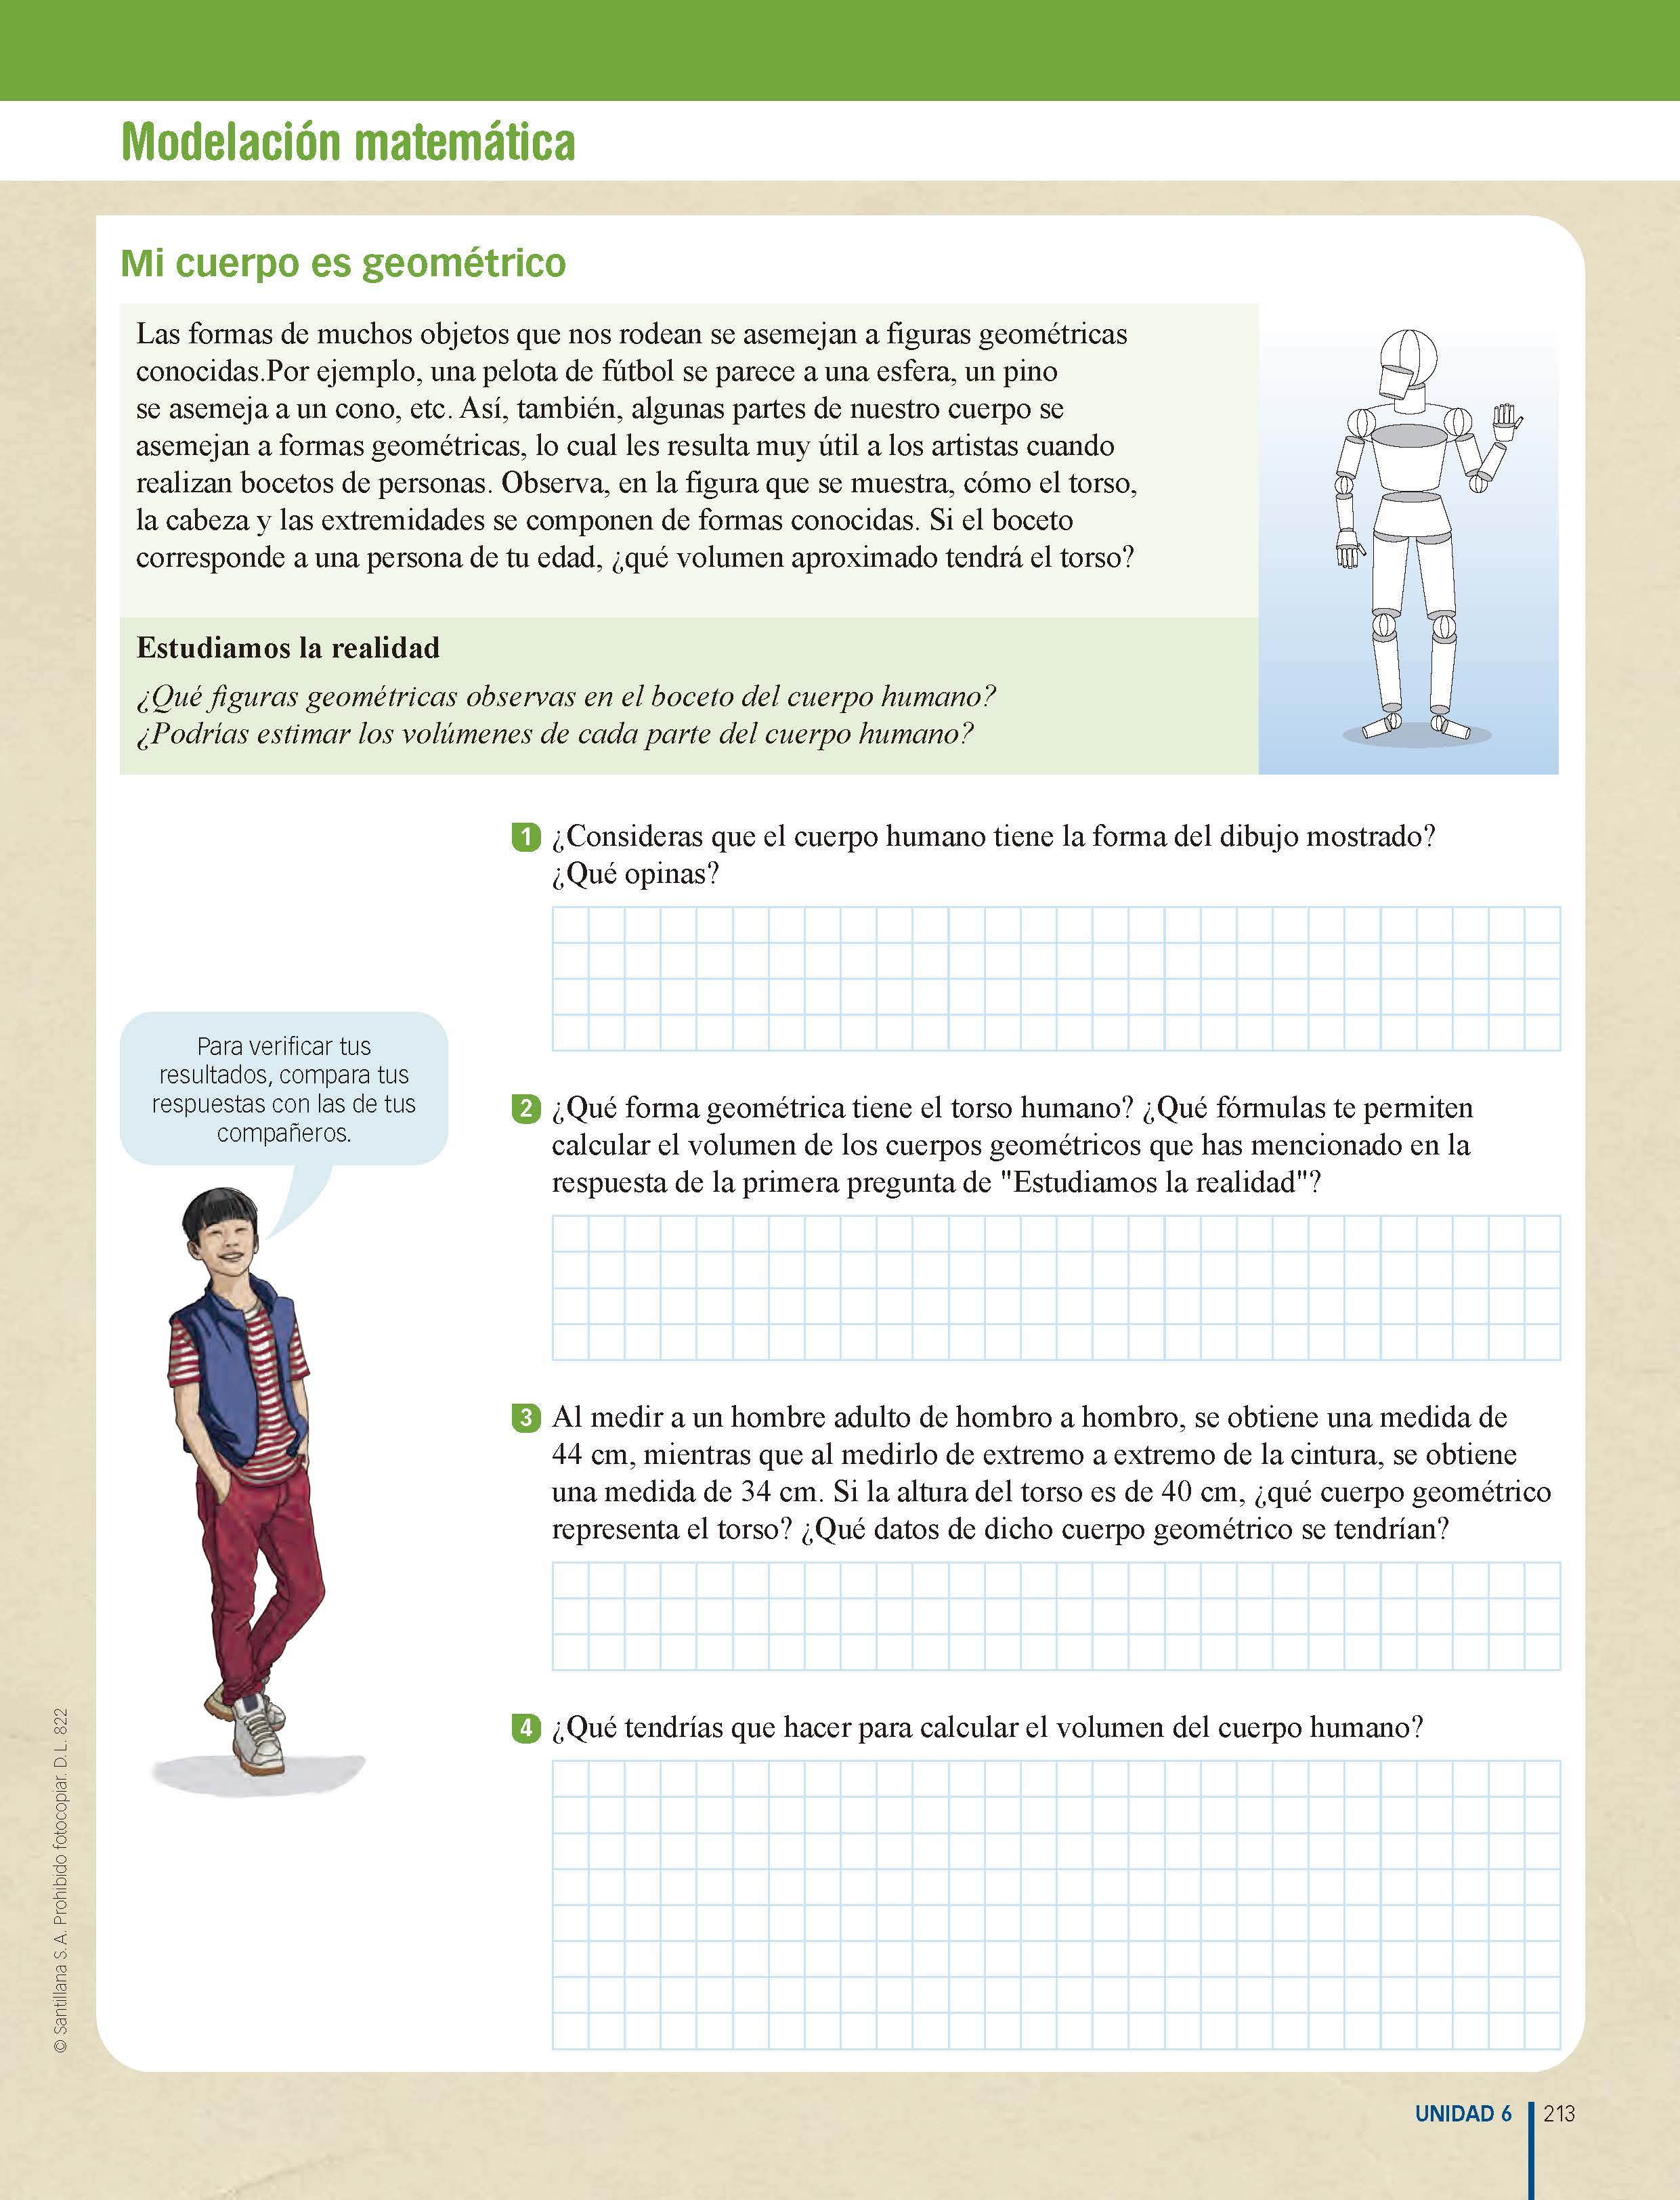 Modelación matemática
Mi cuerpo es geométrico
Las formas de muchos objetos que nos rodean se asemejan a figuras geométricas
conocidas.Por ejemplo, una pelota de fútbol se parece a una esfera, un pino
se asemeja a un cono, etc. Así, también, algunas partes de nuestro cuerpo se
asemejan a formas geométricas, lo cual les resulta muy útil a los artistas cuando
realizan bocetos de personas. Observa, en la figura que se muestra, cómo el torso,
la cabeza y las extremidades se componen de formas conocidas. Si el boceto
corresponde a una persona de tu edad, ¿qué volumen aproximado tendrá el torso?
Estudiamos la realidad
¿Qué figuras geométricas observas en el boceto del cuerpo humano?
¿Podrías estimar los volúmenes de cada parte del cuerpo humano?
1 ¿Consideras que el cuerpo humano tiene la forma del dibujo mostrado?
¿Qué opinas?
Para verificar tus
resultados, compara tus
respuestas con las de tus
compañeros.
2 ¿Qué forma geométrica tiene el torso humano? ¿Qué fórmulas te permiten
calcular el volumen de los cuerpos geométricos que has mencionado en la
respuesta de la primera pregunta de "Estudiamos la realidad"?
3 Al medir a un hombre adulto de hombro a hombro, se obtiene una medida de
44 cm, mientras que al medirlo de extremo a extremo de la cintura, se obtiene
una medida de 34 cm. Si la altura del torso es de 40 cm, ¿qué cuerpo geométrico
representa el torso? ¿Qué datos de dicho cuerpo geométrico se tendrían?
4 ¿Qué tendrías que hacer para calcular el volumen del cuerpo humano?
© Santillana S. A. Prohibido fotocopiar. D. L. 822
UNIDAD 6 213